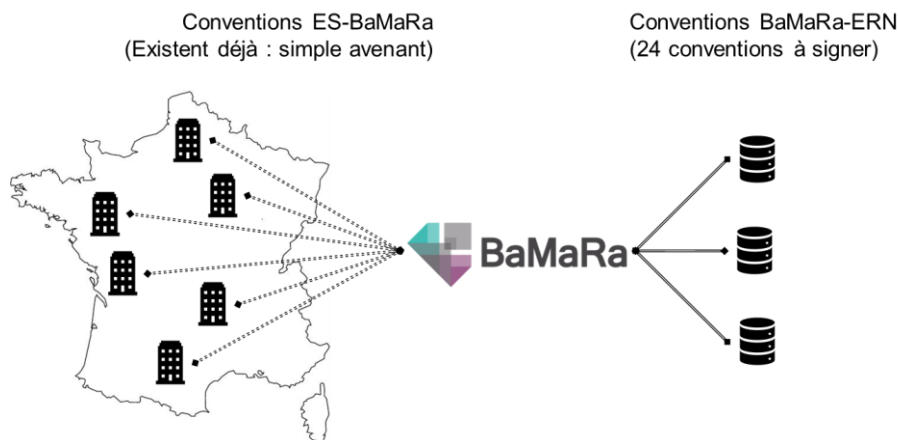 Conventions ES-BaMaRa
(Existent déjà : simple avenant)
Conventions BaMaRa-ERN
(24 conventions à signer)
BaMaRa